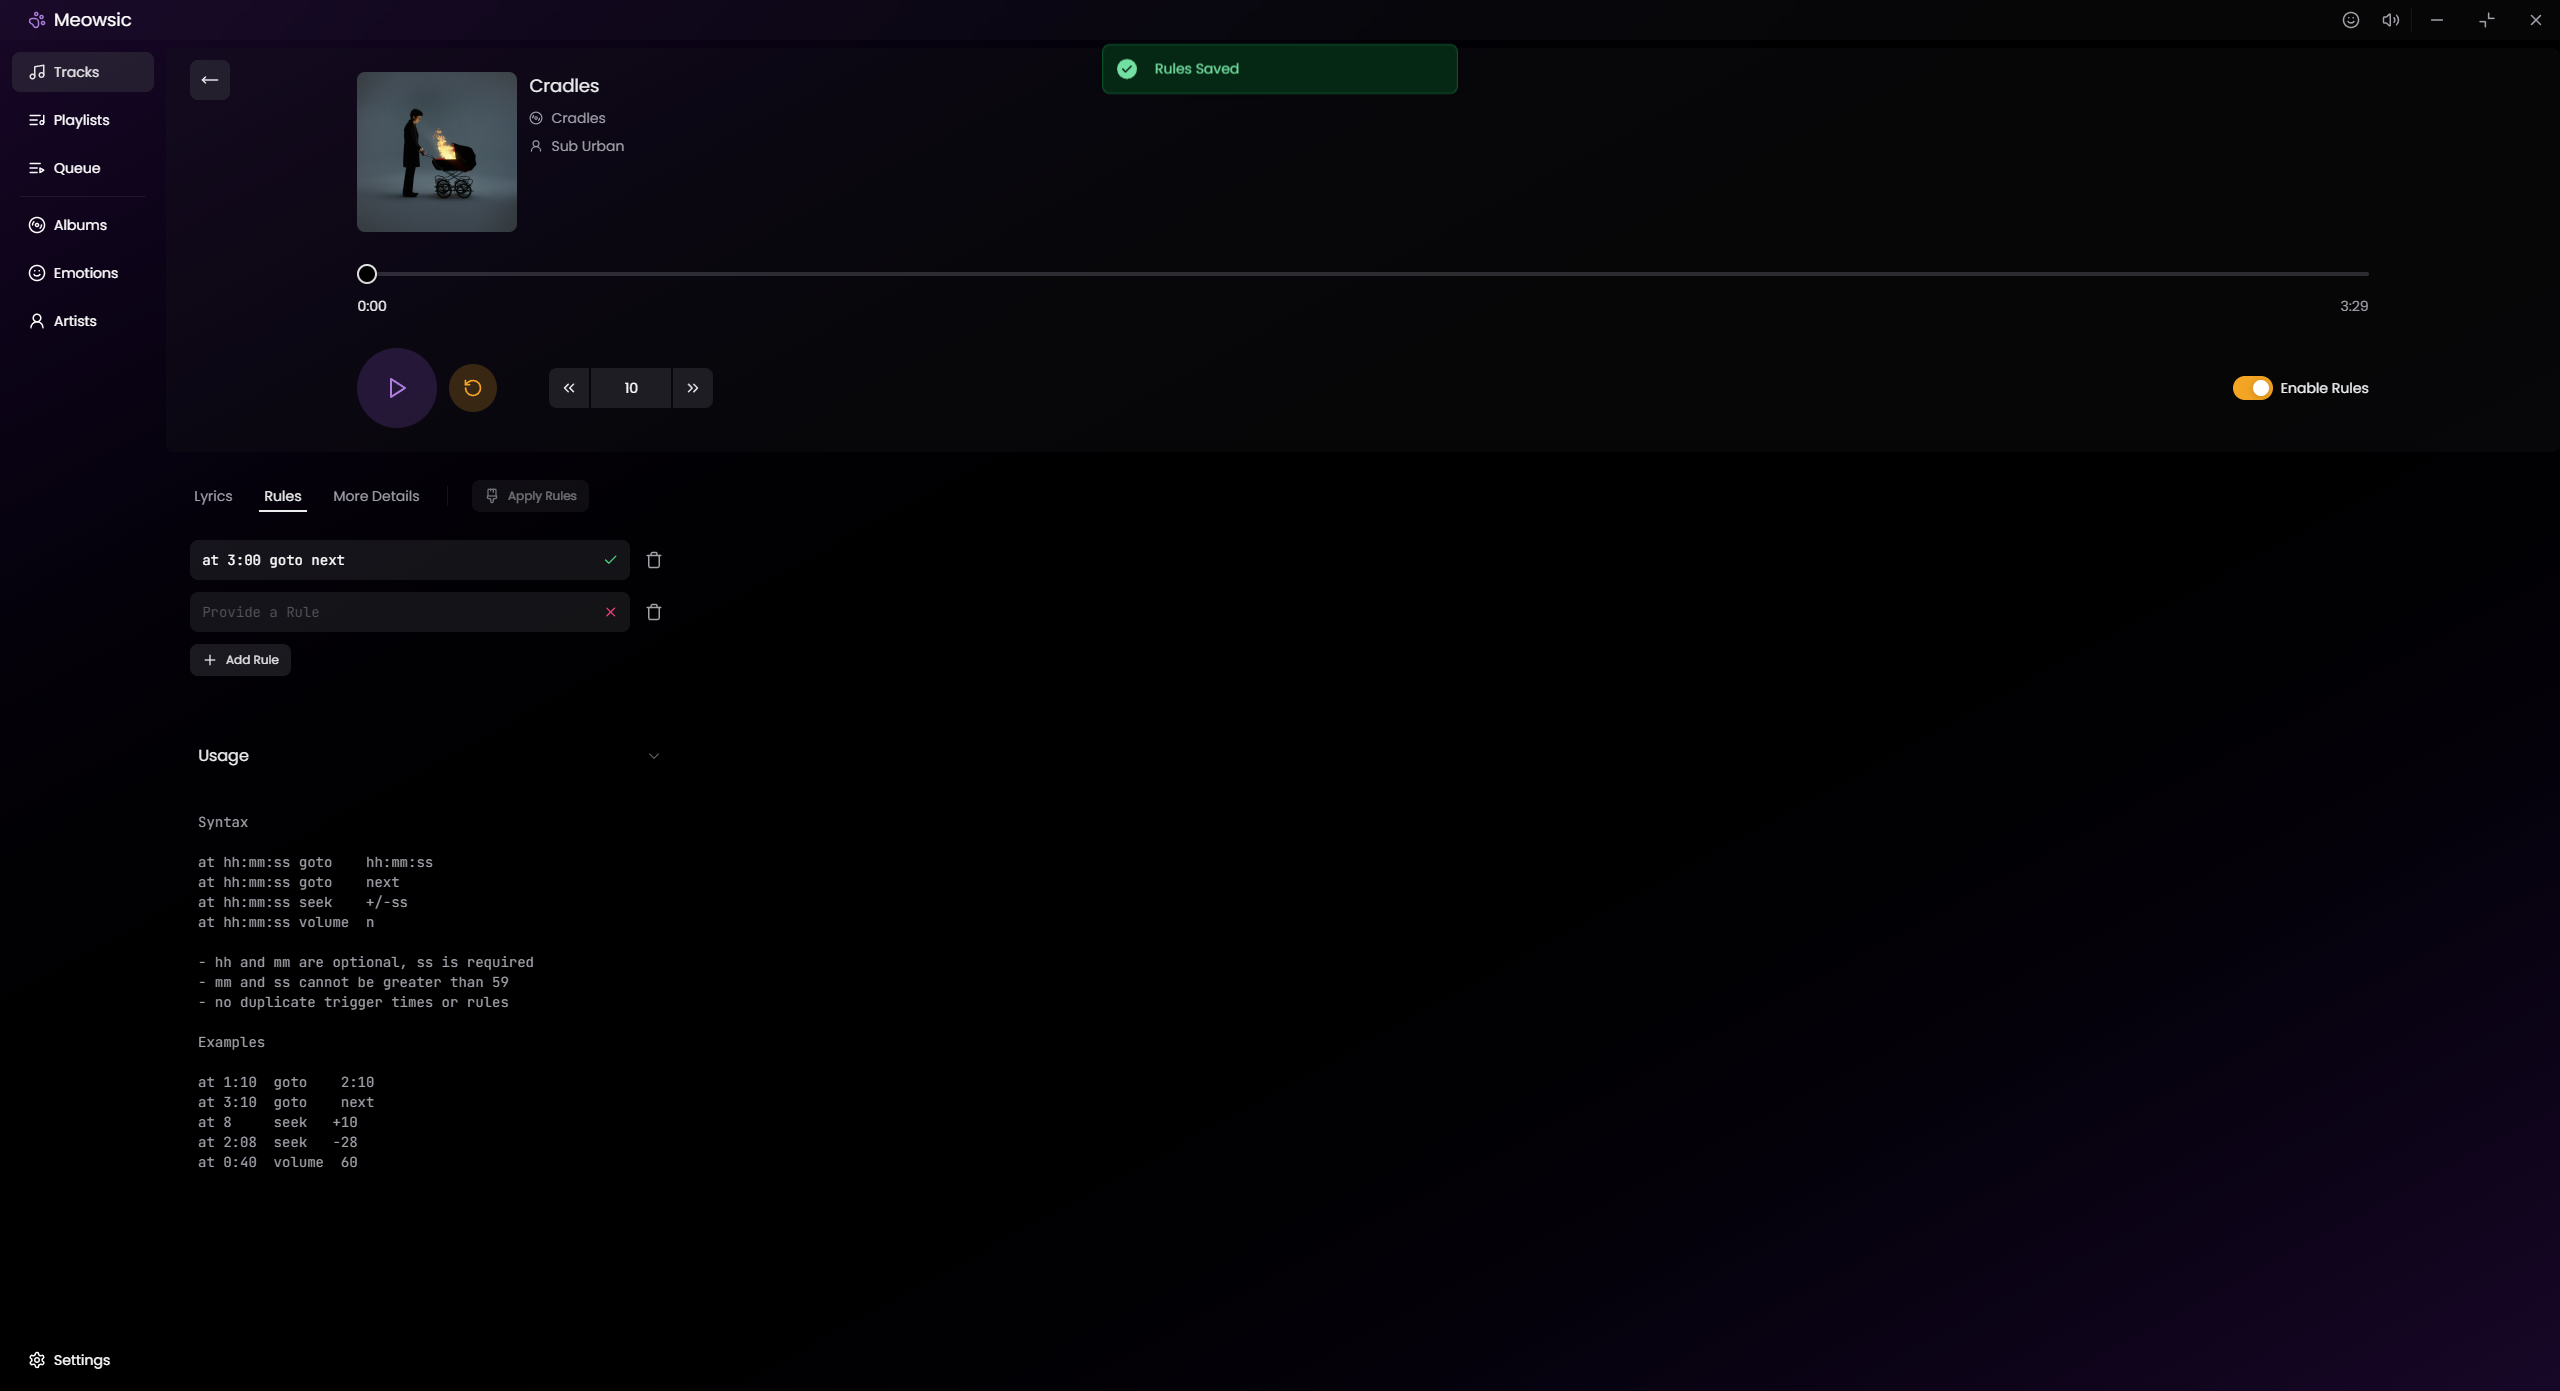 Meowsic
Tracks
Playlists
Queue
Albums
Emotions
Artists
Settings
Rules Saved
Cradles
Cradles
Sub Urban
0:00
3:29
10
Enable Rules
Lyrics
Rules
More Details
Apply Rules
at 3:00 goto next
Provide a Rule
Add Rule
Usage
Syntax
at hh:mm:ss goto    hh:mm:ss
at hh:mm:ss goto    next
at hh:mm:ss seek    +/-ss
at hh:mm:ss volume  n
- hh and mm are optional, ss is required
- mm and ss cannot be greater than 59
- no duplicate trigger times or rules
Examples
at 1:10  goto    2:10
at 3:10  goto    next
at 8     seek   +10
at 2:08  seek   -28
at 0:40  volume  60